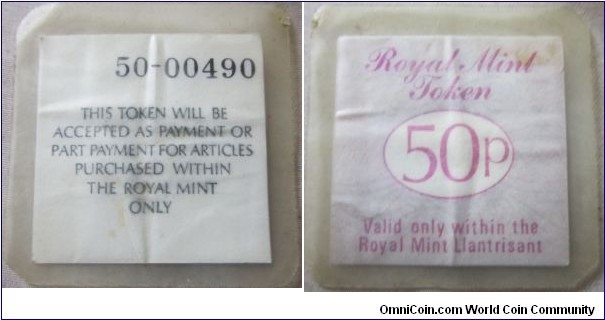 50-00490
THIS TOKEN WILL BE
ACCEPTED AS PAYMENT OR
PART PAYMENT FOR ARTICLES
PURCHASED WITHIN
THE ROYAL MINT
ONLY
Royal Mint
Token
50p
Valid only within the
Royal Mint Llantrisant
OmniCoin.com World Coin Community